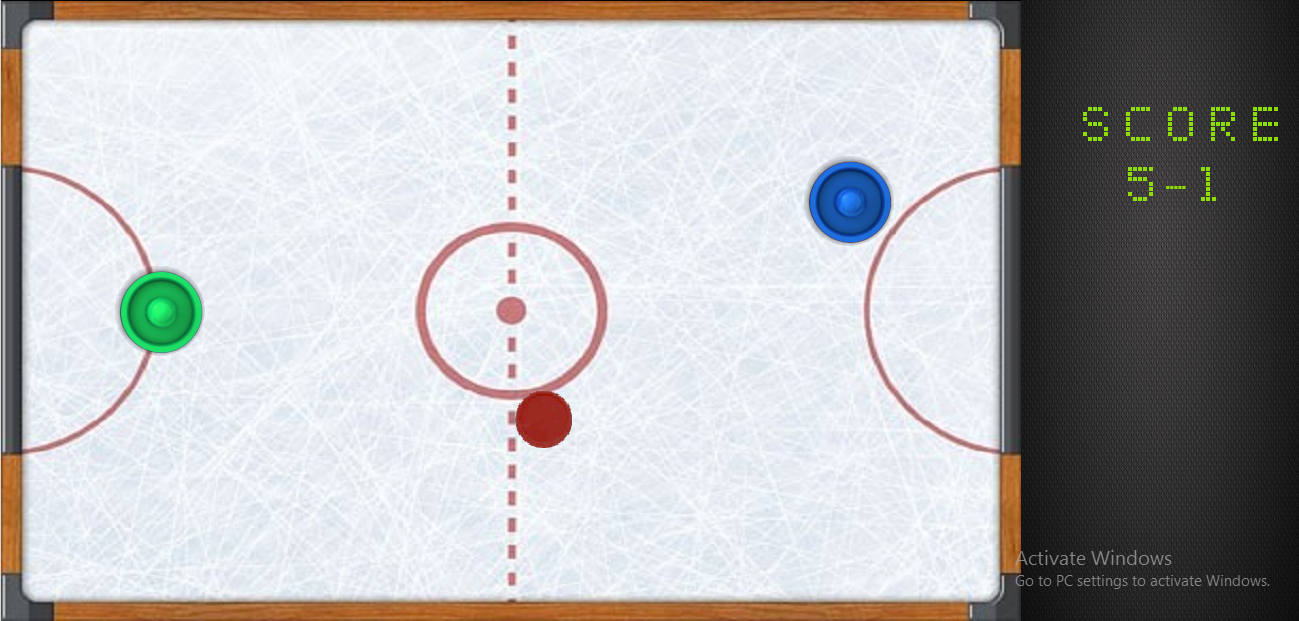 SCORE
5-1
Activate Windows
Go to PC settings to activate Windows.